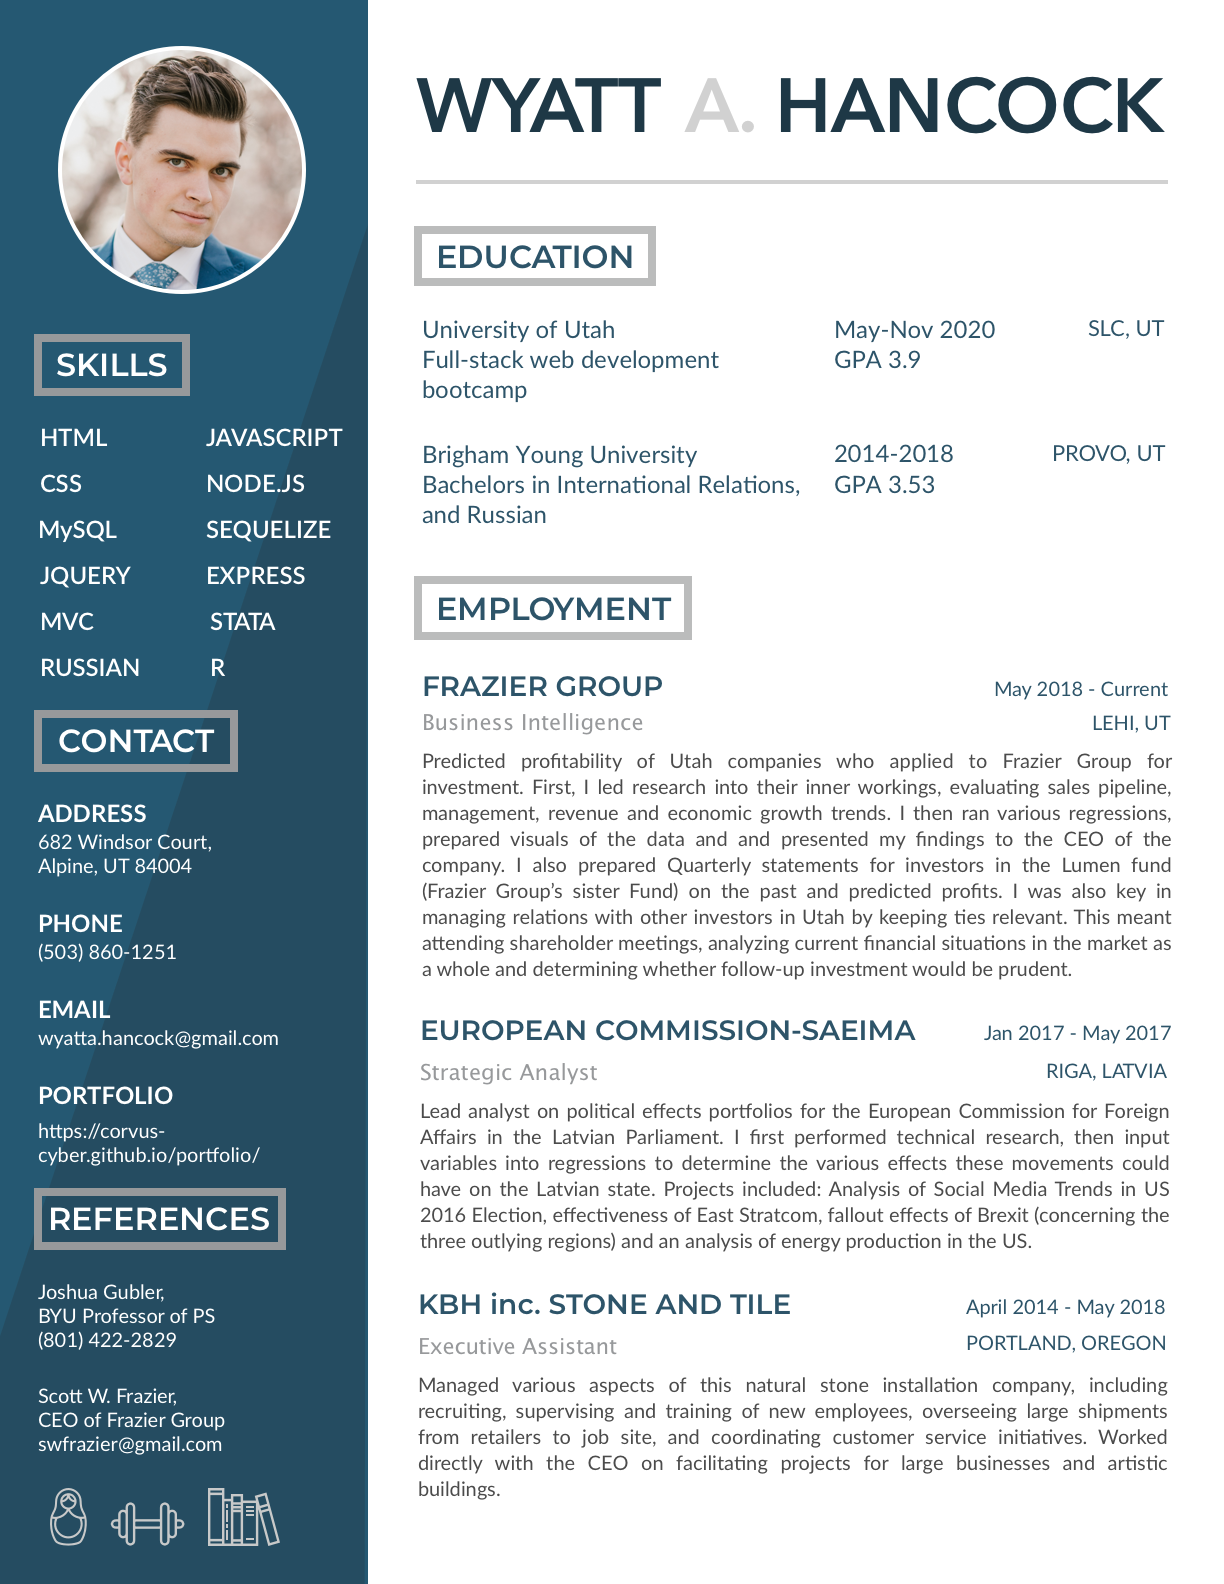 WYATT A. HANCOCK
SKILLS
HTML JAVASCRIPT
CSS NODE.JS
MySQL SEQUELIZE
JQUERY EXPRESS
MVC STATA
RUSSIAN R
CONTACT
ADDRESS
682 Windsor Court,
Alpine, UT 84004
PHONE
(503) 860-1251
EMAIL
wyatta.hancock@gmail.com
PORTFOLIO
https://corvus-
cyber.github.io/portfolio/
REFERENCES
Joshua Gubler,
BYU Professor of PS
(801) 422-2829
Scott W. Frazier,
CEO of Frazier Group
swfrazier@gmail.com
EDUCATION
University of Utah May-Nov 2020 SLC, UT
Full-stack web development GPA 3.9
bootcamp
Brigham Young University 2014-2018 PROVO, UT
Bachelors in International Relations, GPA 3.53
and Russian
EMPLOYMENT
FRAZIER GROUP May 2018 - Current
Business Intelligence LEHI, UT
Predicted profitability of Utah companies who applied to Frazier Group for
investment. First, I led research into their inner workings, evaluating sales pipeline,
management, revenue and economic growth trends. I then ran various regressions,
prepared visuals of the data and and presented my findings to the CEO of the
company. I also prepared Quarterly statements for investors in the Lumen fund
(Frazier Group's sister Fund) on the past and predicted profits. I was also key in
managing relations with other investors in Utah by keeping ties relevant. This meant
attending shareholder meetings, analyzing current financial situations in the market as
a whole and determining whether follow-up investment would be prudent.
EUROPEAN COMMISSION-SAEIMA Jan 2017 - May 2017
Strategic Analyst RIGA, LATVIA
Lead analyst on political effects portfolios for the European Commission for Foreign
Affairs in the Latvian Parliament. I first performed technical research, then input
variables into regressions to determine the various effects these movements could
have on the Latvian state. Projects included: Analysis of Social Media Trends in US
2016 Election, effectiveness of East Stratcom, fallout effects of Brexit (concerning the
three outlying regions) and an analysis of energy production in the US.
KBH inc. STONE AND TILE April 2014 - May 2018
Executive Assistant PORTLAND, OREGON
Managed various aspects of this natural stone installation company, including
recruiting, supervising and training of new employees, overseeing large shipments
from retailers to job site, and coordinating customer service initiatives. Worked
directly with the CEO on facilitating projects for large businesses and artistic
buildings.